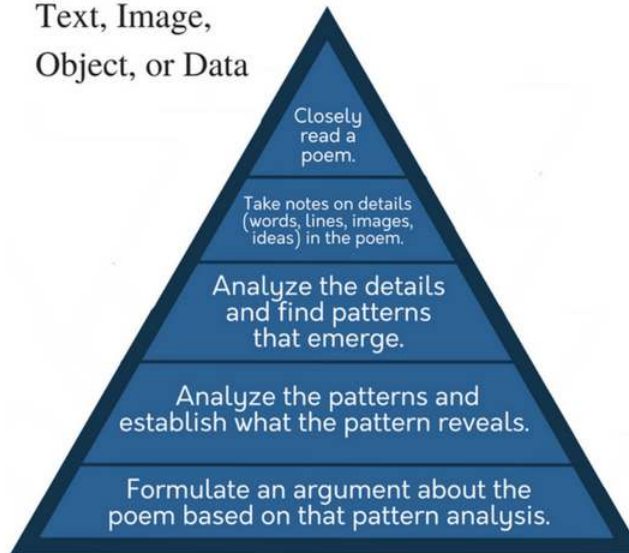 Text, Image,
Object, or Data
Closely
read a
poem.
Take notes on details
(words, lines, images,
ideas) in the poem.
Analyze the details
and find patterns
that emerge.
Analyze the patterns and
establish what the pattern reveals.
Formulate an argument about the
poem based on that pattern analysis.